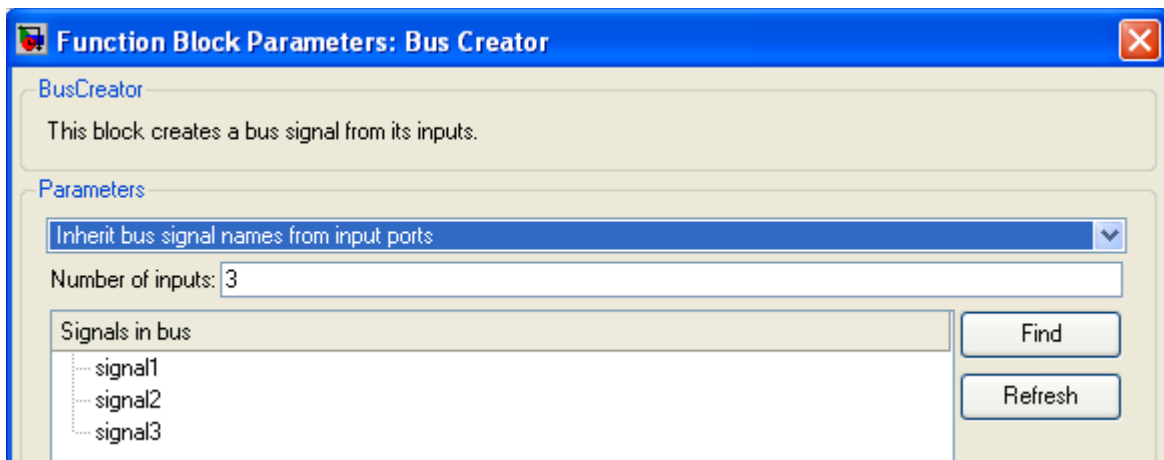 Function Block Parameters: Bus Creator
BusCreator
This block creates a bus signal from its inputs.
Parameters
Inherit bus signal names from input ports
Number of inputs: 3
Signals in bus
Find
signal1
signal2
Refresh
signal3